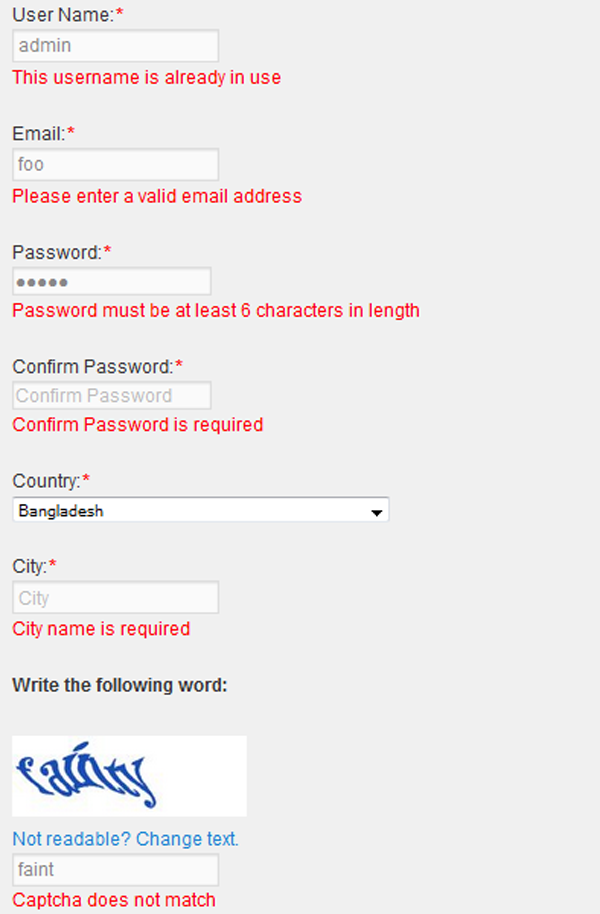 User Name:*
admin
This username is already in use
Email:*
foo
Please enter a valid email address
Password:*
●●●●●
Password must be at least 6 characters in length
Confirm Password:*
Confirm Password
Confirm Password is required
Country:*
Bangladesh
City:*
City
City name is required
Write the following word:
Not readable? Change text.
faint
Captcha does not match